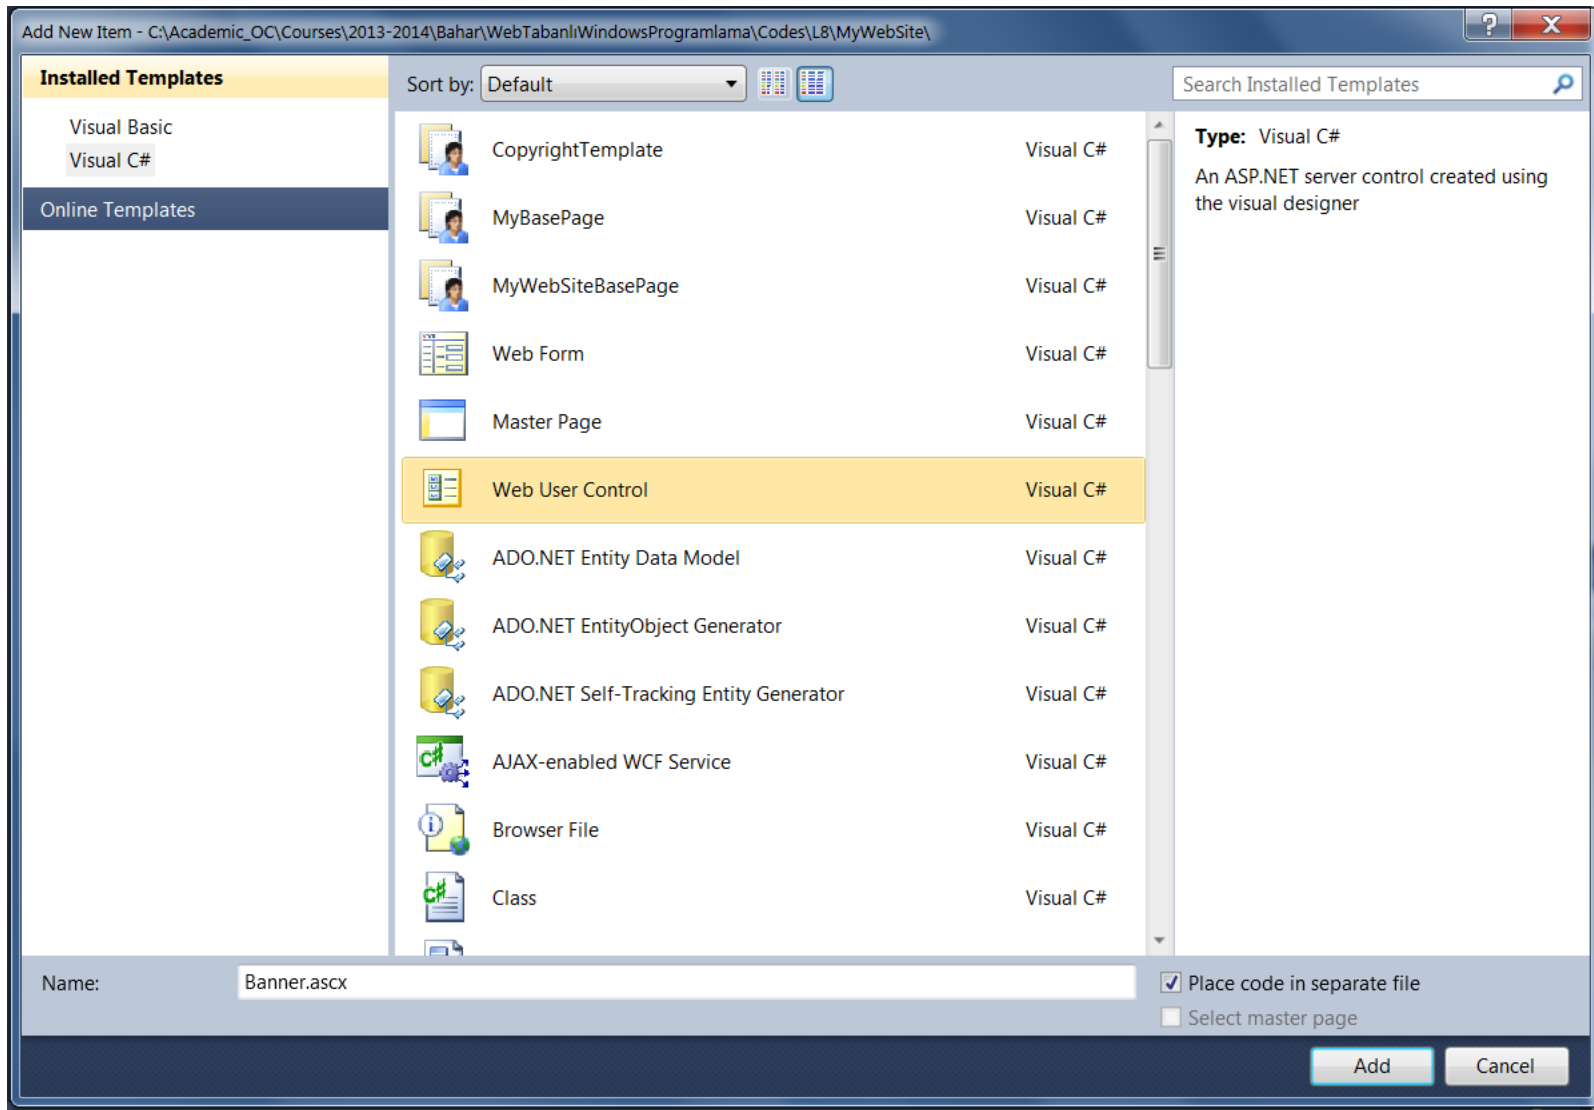 Add New Item - C:\Academic_OC\Courses\2013-2014\Bahar\WebTabanlıWindowsProgramlama\Codes\L8\MyWebSite\
Installed Templates
Visual Basic
Visual C#
Online Templates
Sort by: Default
Search Installed Templates
CopyrightTemplate Visual C#
MyBasePage Visual C#
MyWebSiteBasePage Visual C#
Web Form Visual C#
Master Page Visual C#
Web User Control Visual C#
ADO.NET Entity Data Model Visual C#
ADO.NET EntityObject Generator Visual C#
ADO.NET Self-Tracking Entity Generator Visual C#
AJAX-enabled WCF Service Visual C#
Browser File Visual C#
Class Visual C#
Type: Visual C#
An ASP.NET server control created using
the visual designer
Name: Banner.ascx
Place code in separate file
Select master page
Add Cancel